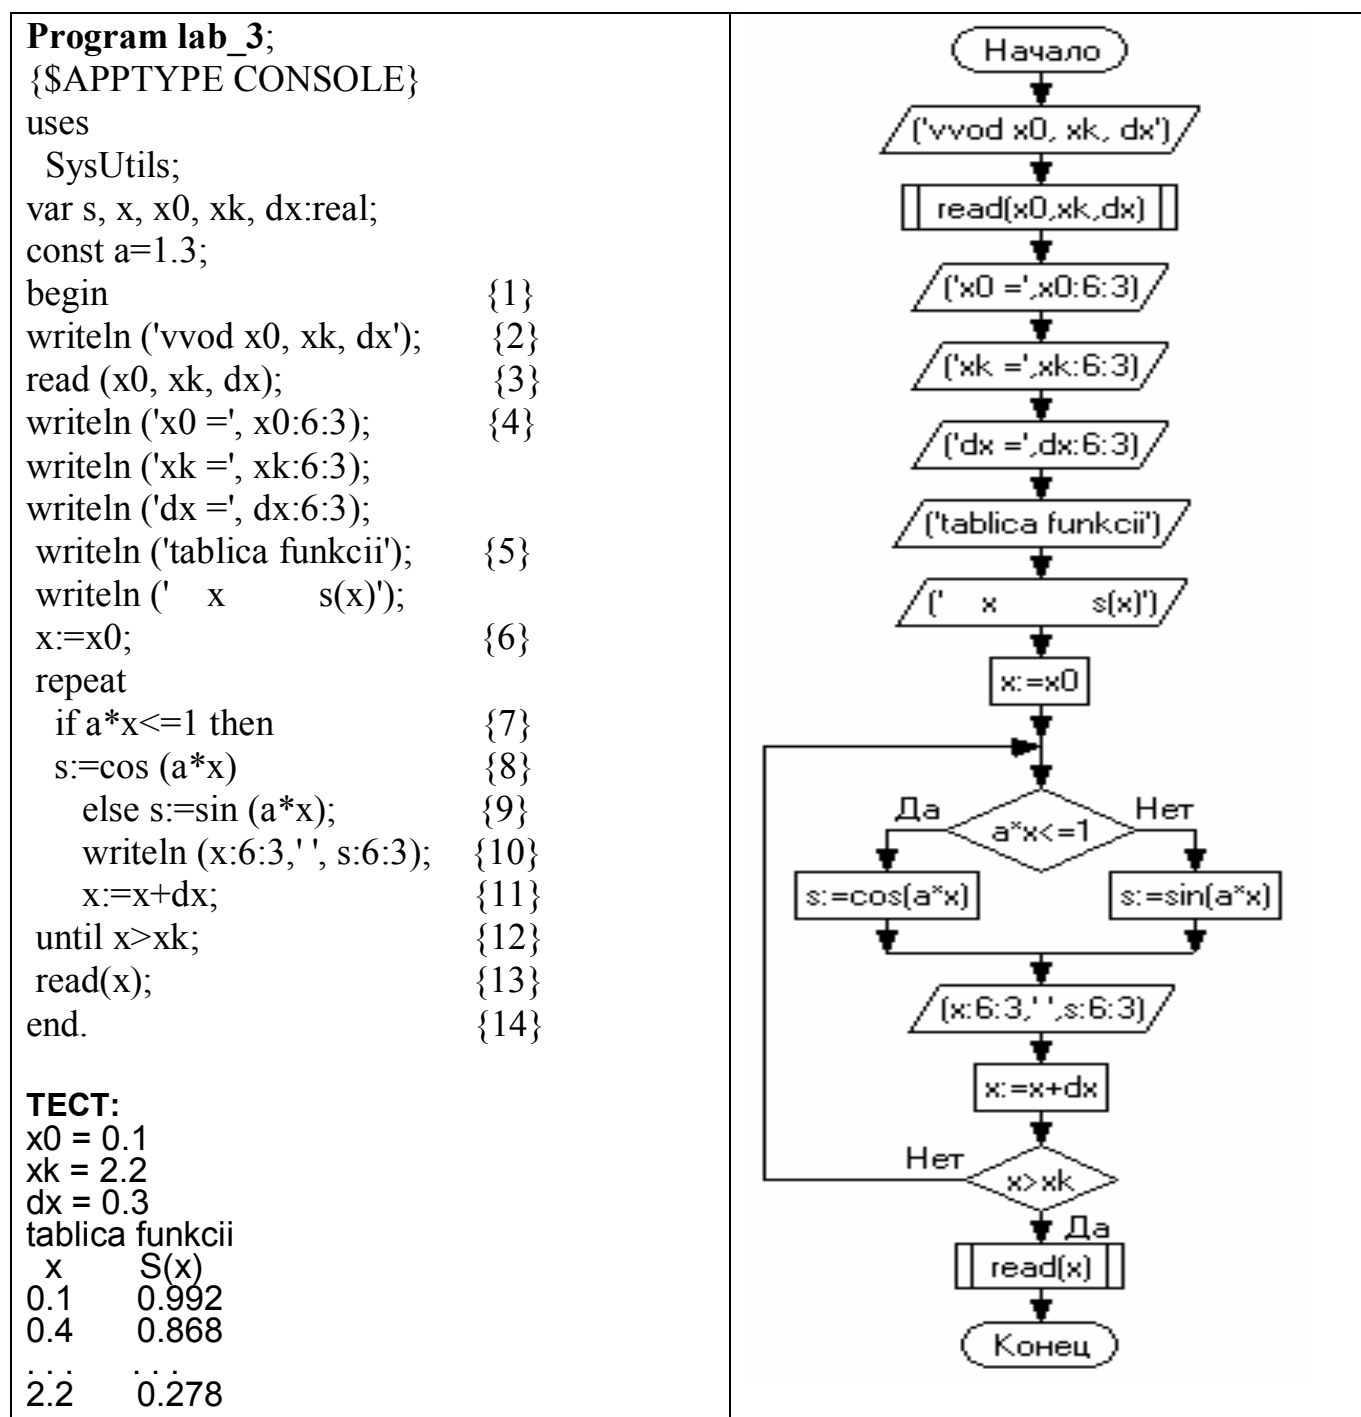 Program lab_3;
{$APPTYPE CONSOLE}
uses
SysUtils;
var s, x, x0, xk, dx:real;
const a=1.3;
begin {1}
writeln ('vvod x0, xk, dx'); {2}
read (x0, xk, dx); {3}
writeln ('x0 =', x0:6:3); {4}
writeln ('xk =', xk:6:3);
writeln ('dx =', dx:6:3);
writeln ('tablica funkcii'); {5}
writeln ('    x          s(x)');
x:=x0; {6}
repeat
if a*x<=1 then {7}
s:=cos (a*x) {8}
else s:=sin (a*x); {9}
writeln (x:6:3,' ', s:6:3); {10}
x:=x+dx; {11}
until x>xk; {12}
read(x); {13}
end. {14}
ТЕСТ:
x0 = 0.1
xk = 2.2
dx = 0.3
tablica funkcii
x S(x)
0.1 0.992
0.4 0.868
. . . . . .
2.2 0.278
Начало
('vvod x0, xk, dx')
read(x0,xk,dx)
('x0 =',x0:6:3)
('xk =',xk:6:3)
('dx =',dx:6:3)
('tablica funkcii')
('    x          s(x)')
x:=x0
Да
a*x<=1
Нет
s:=cos(a*x)
s:=sin(a*x)
(x:6:3,' ',s:6:3)
x:=x+dx
Нет
x>xk
Да
read(x)
Конец